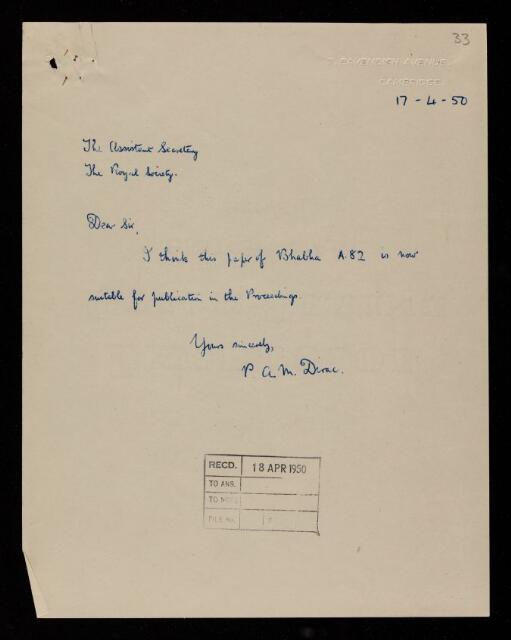 33
7, CAVENDISH AVENUE,
CAMBRIDGE.
17 - 4 - 50
The Assistant Secretary
The Royal Society.
Dear Sir,
I think this paper of Bhabha A.82 is now
suitable for publication in the Proceedings.
Yours sincerely,
P A M. Dirac.
RECD. 18 APR 1950
TO ANS.
TO NOTE
FILE No.